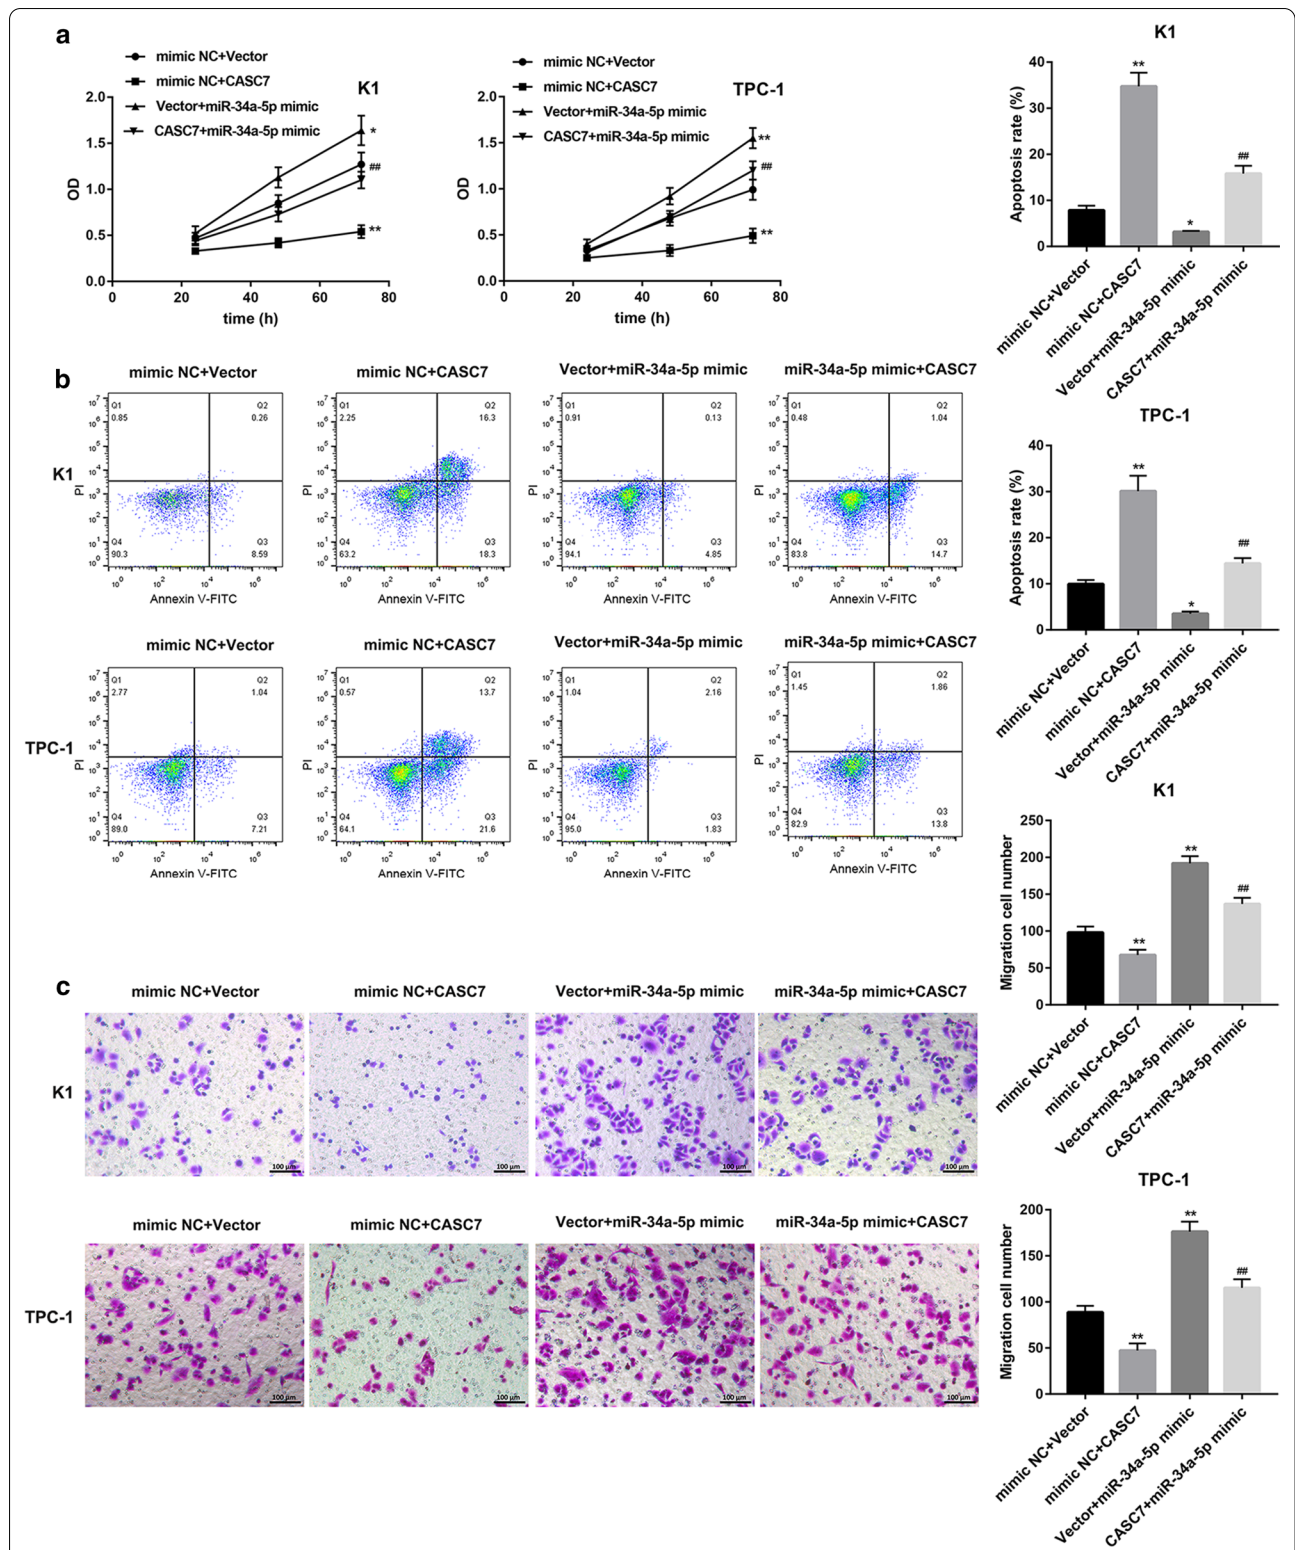 a
mimic NC+Vector
mimic NC+CASC7
Vector+miR-34a-5p mimic
CASC7+miR-34a-5p mimic
K1
2.0
1.5
1.0
0.5
0.0
OD
0 20 40 60 80
time (h)
*
##
**
mimic NC+Vector
mimic NC+CASC7
Vector+miR-34a-5p mimic
CASC7+miR-34a-5p mimic
TPC-1
2.0
1.5
1.0
0.5
0.0
OD
0 20 40 60 80
time (h)
**
##
**
K1
Apoptosis rate (%)
40
30
20
10
0
**
*
##
mimic NC+Vector
mimic NC+CASC7
Vector+miR-34a-5p mimic
CASC7+miR-34a-5p mimic
b
mimic NC+Vector
mimic NC+CASC7
Vector+miR-34a-5p mimic
miR-34a-5p mimic+CASC7
K1
PI
Q1 0.85
Q2 0.26
Q4 90.3
Q3 8.59
Annexin V-FITC
PI
Q1 2.25
Q2 16.3
Q4 63.2
Q3 18.3
Annexin V-FITC
PI
Q1 0.91
Q2 0.13
Q4 94.1
Q3 4.85
Annexin V-FITC
PI
Q1 0.48
Q2 1.04
Q4 83.8
Q3 14.7
Annexin V-FITC
mimic NC+Vector
mimic NC+CASC7
Vector+miR-34a-5p mimic
miR-34a-5p mimic+CASC7
TPC-1
PI
Q1 2.77
Q2 1.04
Q4 89.0
Q3 7.21
Annexin V-FITC
PI
Q1 0.57
Q2 13.7
Q4 64.1
Q3 21.6
Annexin V-FITC
PI
Q1 1.04
Q2 2.16
Q4 95.0
Q3 1.83
Annexin V-FITC
PI
Q1 1.45
Q2 1.86
Q4 82.9
Q3 13.8
Annexin V-FITC
TPC-1
Apoptosis rate (%)
40
30
20
10
0
**
*
##
mimic NC+Vector
mimic NC+CASC7
Vector+miR-34a-5p mimic
CASC7+miR-34a-5p mimic
K1
Migration cell number
250
200
150
100
50
0
**
**
##
mimic NC+Vector
mimic NC+CASC7
Vector+miR-34a-5p mimic
CASC7+miR-34a-5p mimic
c
mimic NC+Vector
mimic NC+CASC7
Vector+miR-34a-5p mimic
miR-34a-5p mimic+CASC7
K1
100 μm
100 μm
100 μm
100 μm
mimic NC+Vector
mimic NC+CASC7
Vector+miR-34a-5p mimic
miR-34a-5p mimic+CASC7
TPC-1
100 μm
100 μm
100 μm
100 μm
TPC-1
Migration cell number
200
150
100
50
0
**
**
##
mimic NC+Vector
mimic NC+CASC7
Vector+miR-34a-5p mimic
CASC7+miR-34a-5p mimic